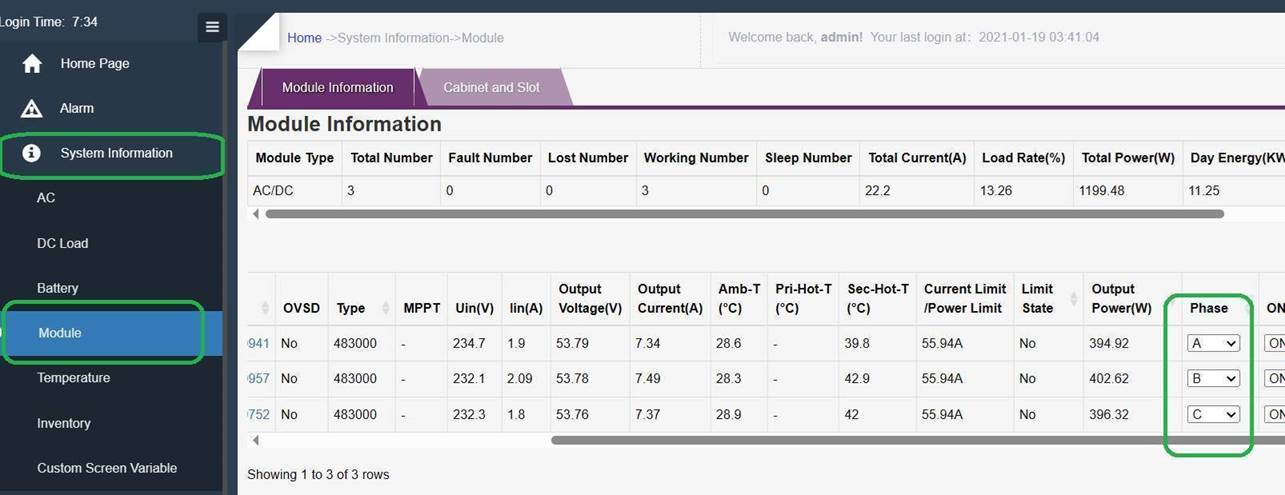 Login Time: 7:34
Home Page
Alarm
System Information
AC
DC Load
Battery
Module
Temperature
Inventory
Custom Screen Variable
Home ->System Information->Module
Welcome back, admin! Your last login at: 2021-01-19 03:41:04
Module Information Cabinet and Slot
Module Information
Module Type Total Number Fault Number Lost Number Working Number Sleep Number Total Current(A) Load Rate(%) Total Power(W) Day Energy(KW
AC/DC 3 0 0 3 0 22.2 13.26 1199.48 11.25
OVSD Type MPPT Uin(V) Iin(A) Output Voltage(V) Output Current(A) Amb-T (°C) Pri-Hot-T (°C) Sec-Hot-T (°C) Current Limit /Power Limit Limit State Output Power(W) Phase ON
941 No 483000 - 234.7 1.9 53.79 7.34 28.6 - 39.8 55.94A No 394.92 A ON
957 No 483000 - 232.1 2.09 53.78 7.49 28.3 - 42.9 55.94A No 402.62 B ON
752 No 483000 - 232.3 1.8 53.76 7.37 28.9 - 42 55.94A No 396.32 C ON
Showing 1 to 3 of 3 rows